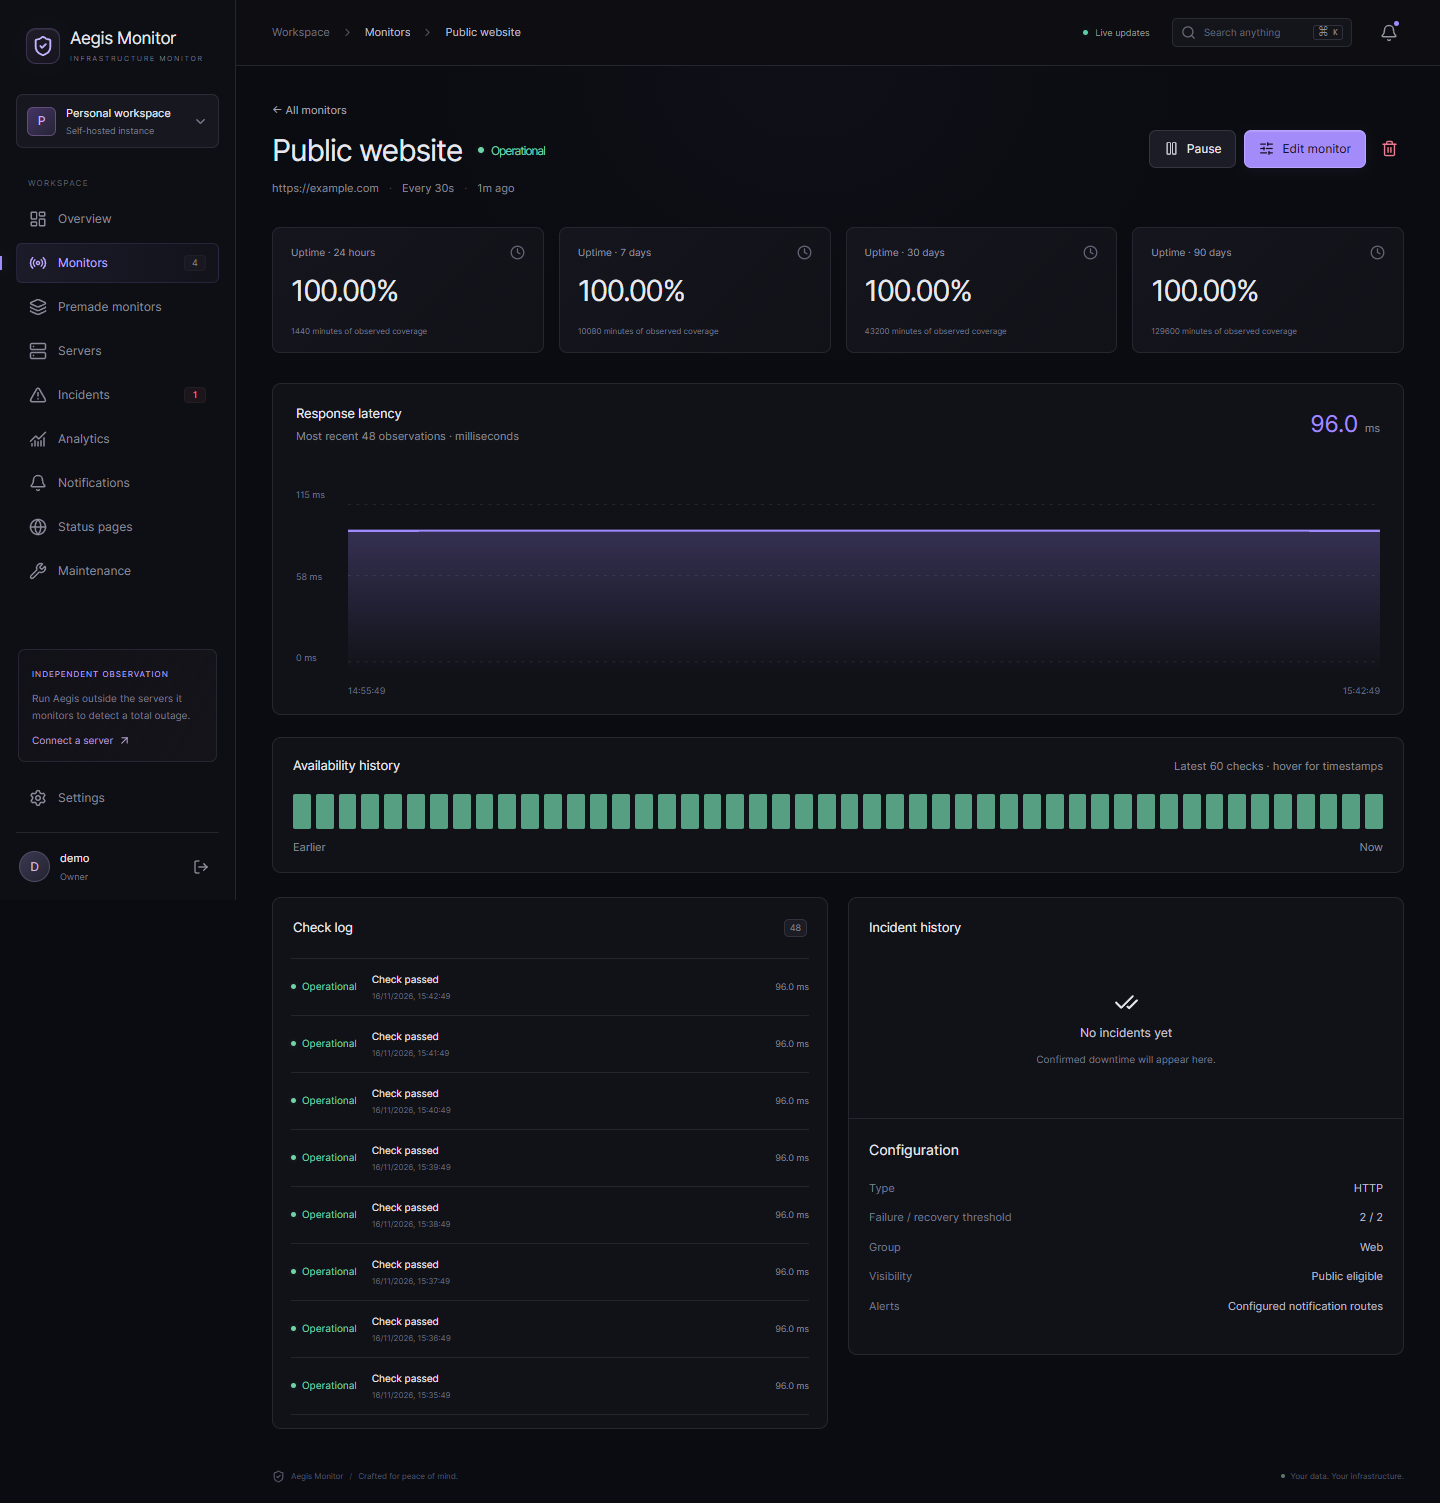 Aegis Monitor
INFRASTRUCTURE MONITOR
P
Personal workspace
Self-hosted instance
WORKSPACE
Overview
Monitors 4
Premade monitors
Servers
Incidents 1
Analytics
Notifications
Status pages
Maintenance
INDEPENDENT OBSERVATION
Run Aegis outside the servers it
monitors to detect a total outage.
Connect a server
Settings
D
demo
Owner
Workspace Monitors Public website
Live updates
Search anything ⌘ K
← All monitors
Public website
Operational
Pause
Edit monitor
https://example.com · Every 30s · 1m ago
Uptime · 24 hours
100.00%
1440 minutes of observed coverage
Uptime · 7 days
100.00%
10080 minutes of observed coverage
Uptime · 30 days
100.00%
43200 minutes of observed coverage
Uptime · 90 days
100.00%
129600 minutes of observed coverage
Response latency
Most recent 48 observations · milliseconds
96.0 ms
115 ms
58 ms
0 ms
14:55:49 15:42:49
Availability history
Latest 60 checks · hover for timestamps
Earlier Now
Check log 48
Operational Check passed 96.0 ms
16/11/2026, 15:42:49
Operational Check passed 96.0 ms
16/11/2026, 15:41:49
Operational Check passed 96.0 ms
16/11/2026, 15:40:49
Operational Check passed 96.0 ms
16/11/2026, 15:39:49
Operational Check passed 96.0 ms
16/11/2026, 15:38:49
Operational Check passed 96.0 ms
16/11/2026, 15:37:49
Operational Check passed 96.0 ms
16/11/2026, 15:36:49
Operational Check passed 96.0 ms
16/11/2026, 15:35:49
Incident history
No incidents yet
Confirmed downtime will appear here.
Configuration
Type HTTP
Failure / recovery threshold 2 / 2
Group Web
Visibility Public eligible
Alerts Configured notification routes
Aegis Monitor / Crafted for peace of mind.
Your data. Your infrastructure.